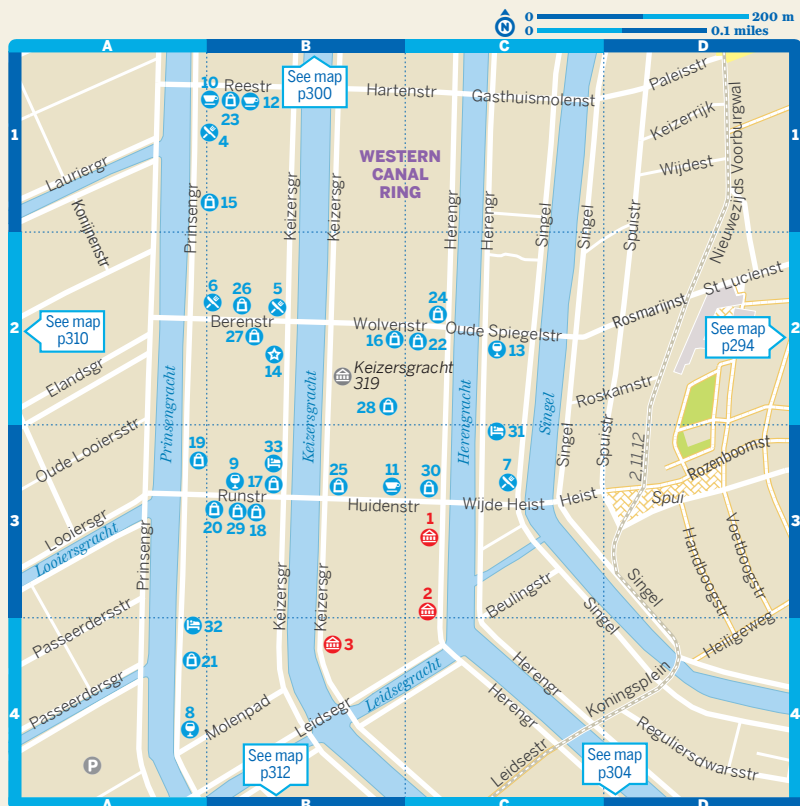 N
0 200 m
0 0.1 miles
A B C D
1
2
3
4
1
2
3
4
A B C D
See map
p300
See map
p310
See map
p294
See map
p312
See map
p304
WESTERN
CANAL
RING
10
Reestr
12
23
4
Hartenstr
Gasthuismolenst
Paleisstr
Keizerrijk
Wijdest
Nieuwezijds Voorburgwal
Lauriergr
Konijnenstr
Prinsengr
15
Keizersgr
Keizersgr
Herengr
Herengr
Singel
Singel
Spuistr
6
26
5
Berenstr
27
14
24
Wolvenstr
16
22
Oude Spiegelstr
13
Rosmarijnst
St Lucienst
Keizersgracht
319
28
Elandsgr
Prinsengracht
Keizersgracht
Herengracht
Singel
Roskamstr
31
Oude Looiersstr
19
9
33
17
Runstr
20
29
18
25
11
30
Huidenstr
7
Wijde Heist
Heist
Singel
Spuistr
2,11,12
Rozenboomst
Spui
Looiersgr
Looiersgracht
Prinsengr
1
2
3
Keizersgr
Keizersgr
Beulingstr
Singel
Singel
Handboogstr
Voetboogstr
Heiligeweg
Passeerdersstr
32
21
Passeerdersgr
8
Molenpad
Leidsegr
Leidsegracht
Herengr
Herengr
Koningsplein
Leidsestr
Reguliersdwarsstr
P